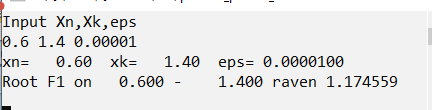 Input Xn,Xk,eps
0.6 1.4 0.00001
xn=   0.60  xk=   1.40  eps= 0.0000100
Root F1 on   0.600 -    1.400 raven 1.174559